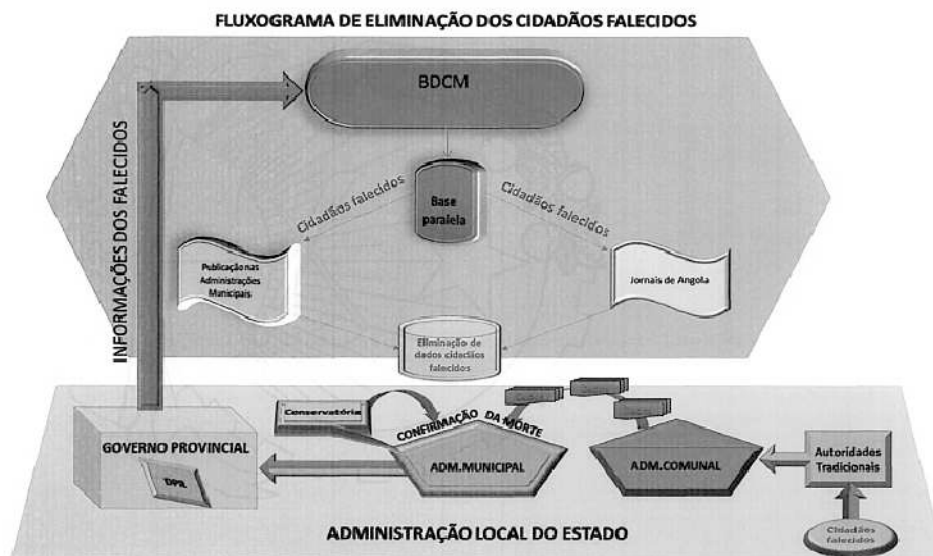 FLUXOGRAMA DE ELIMINAÇÃO DOS CIDADÃOS FALECIDOS
BDCM
INFORMAÇÕES DOS FALECIDOS
Cidadãos falecidos
Base
paralela
Cidadãos falecidos
Publicação nas
Administrações
Municipais
Jornais de Angola
Eliminação de
dados cidadãos
falecidos
Conservatória
CONFIRMAÇÃO DA MORTE
GOVERNO PROVINCIAL
ADM.MUNICIPAL
ADM.COMUNAL
Autoridades
Tradicionais
Cidadãos
falecidos
ADMINISTRAÇÃO LOCAL DO ESTADO